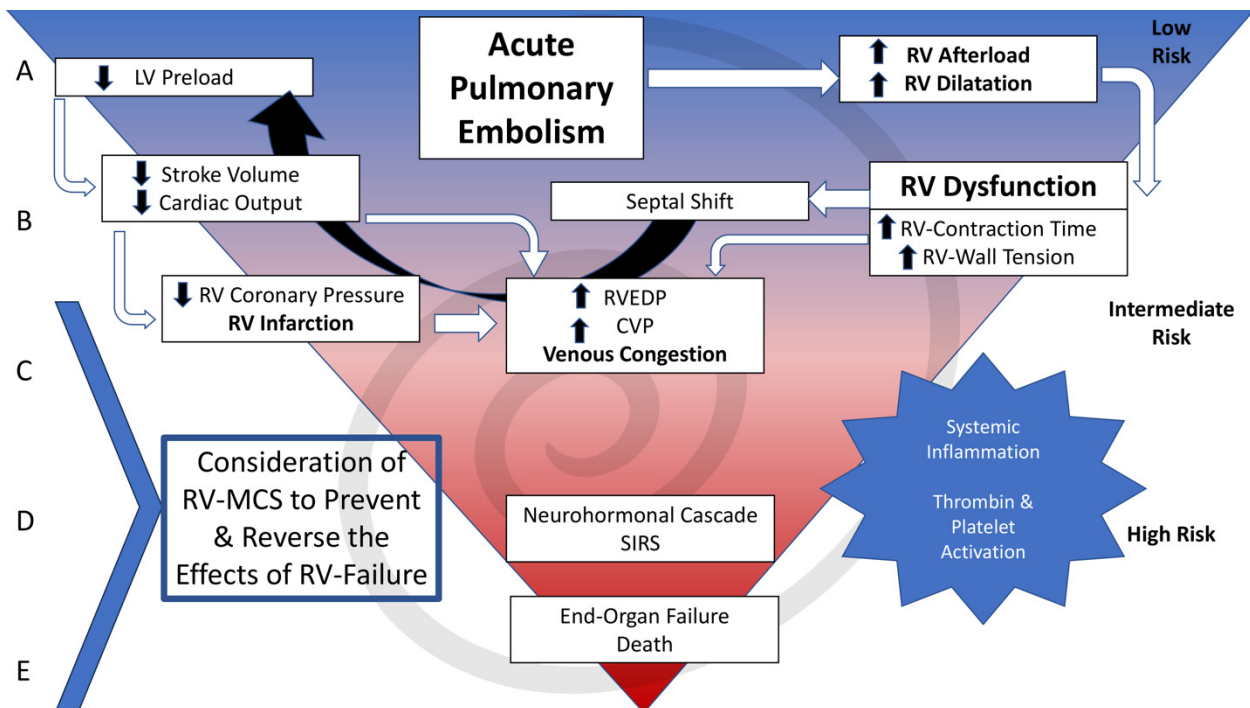 Acute
Pulmonary
Embolism
Low
Risk
RV Afterload
RV Dilatation
A
LV Preload
Stroke Volume
Cardiac Output
Septal Shift
RV Dysfunction
RV-Contraction Time
RV-Wall Tension
B
RV Coronary Pressure
RV Infarction
RVEDP
CVP
Venous Congestion
Intermediate
Risk
C
Consideration of
RV-MCS to Prevent
& Reverse the
Effects of RV-Failure
Systemic
Inflammation
Thrombin &
Platelet
Activation
D
Neurohormonal Cascade
SIRS
High Risk
End-Organ Failure
Death
E